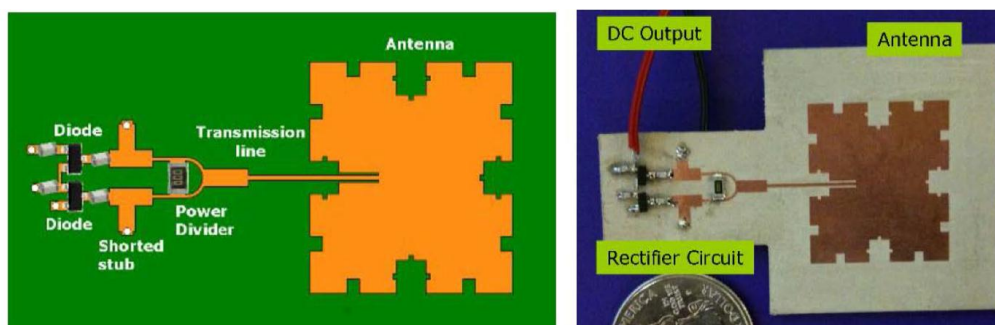 Antenna
Diode
Transmission
line
Power
Divider
Diode
Shorted
stub
DC Output
Antenna
Rectifier Circuit